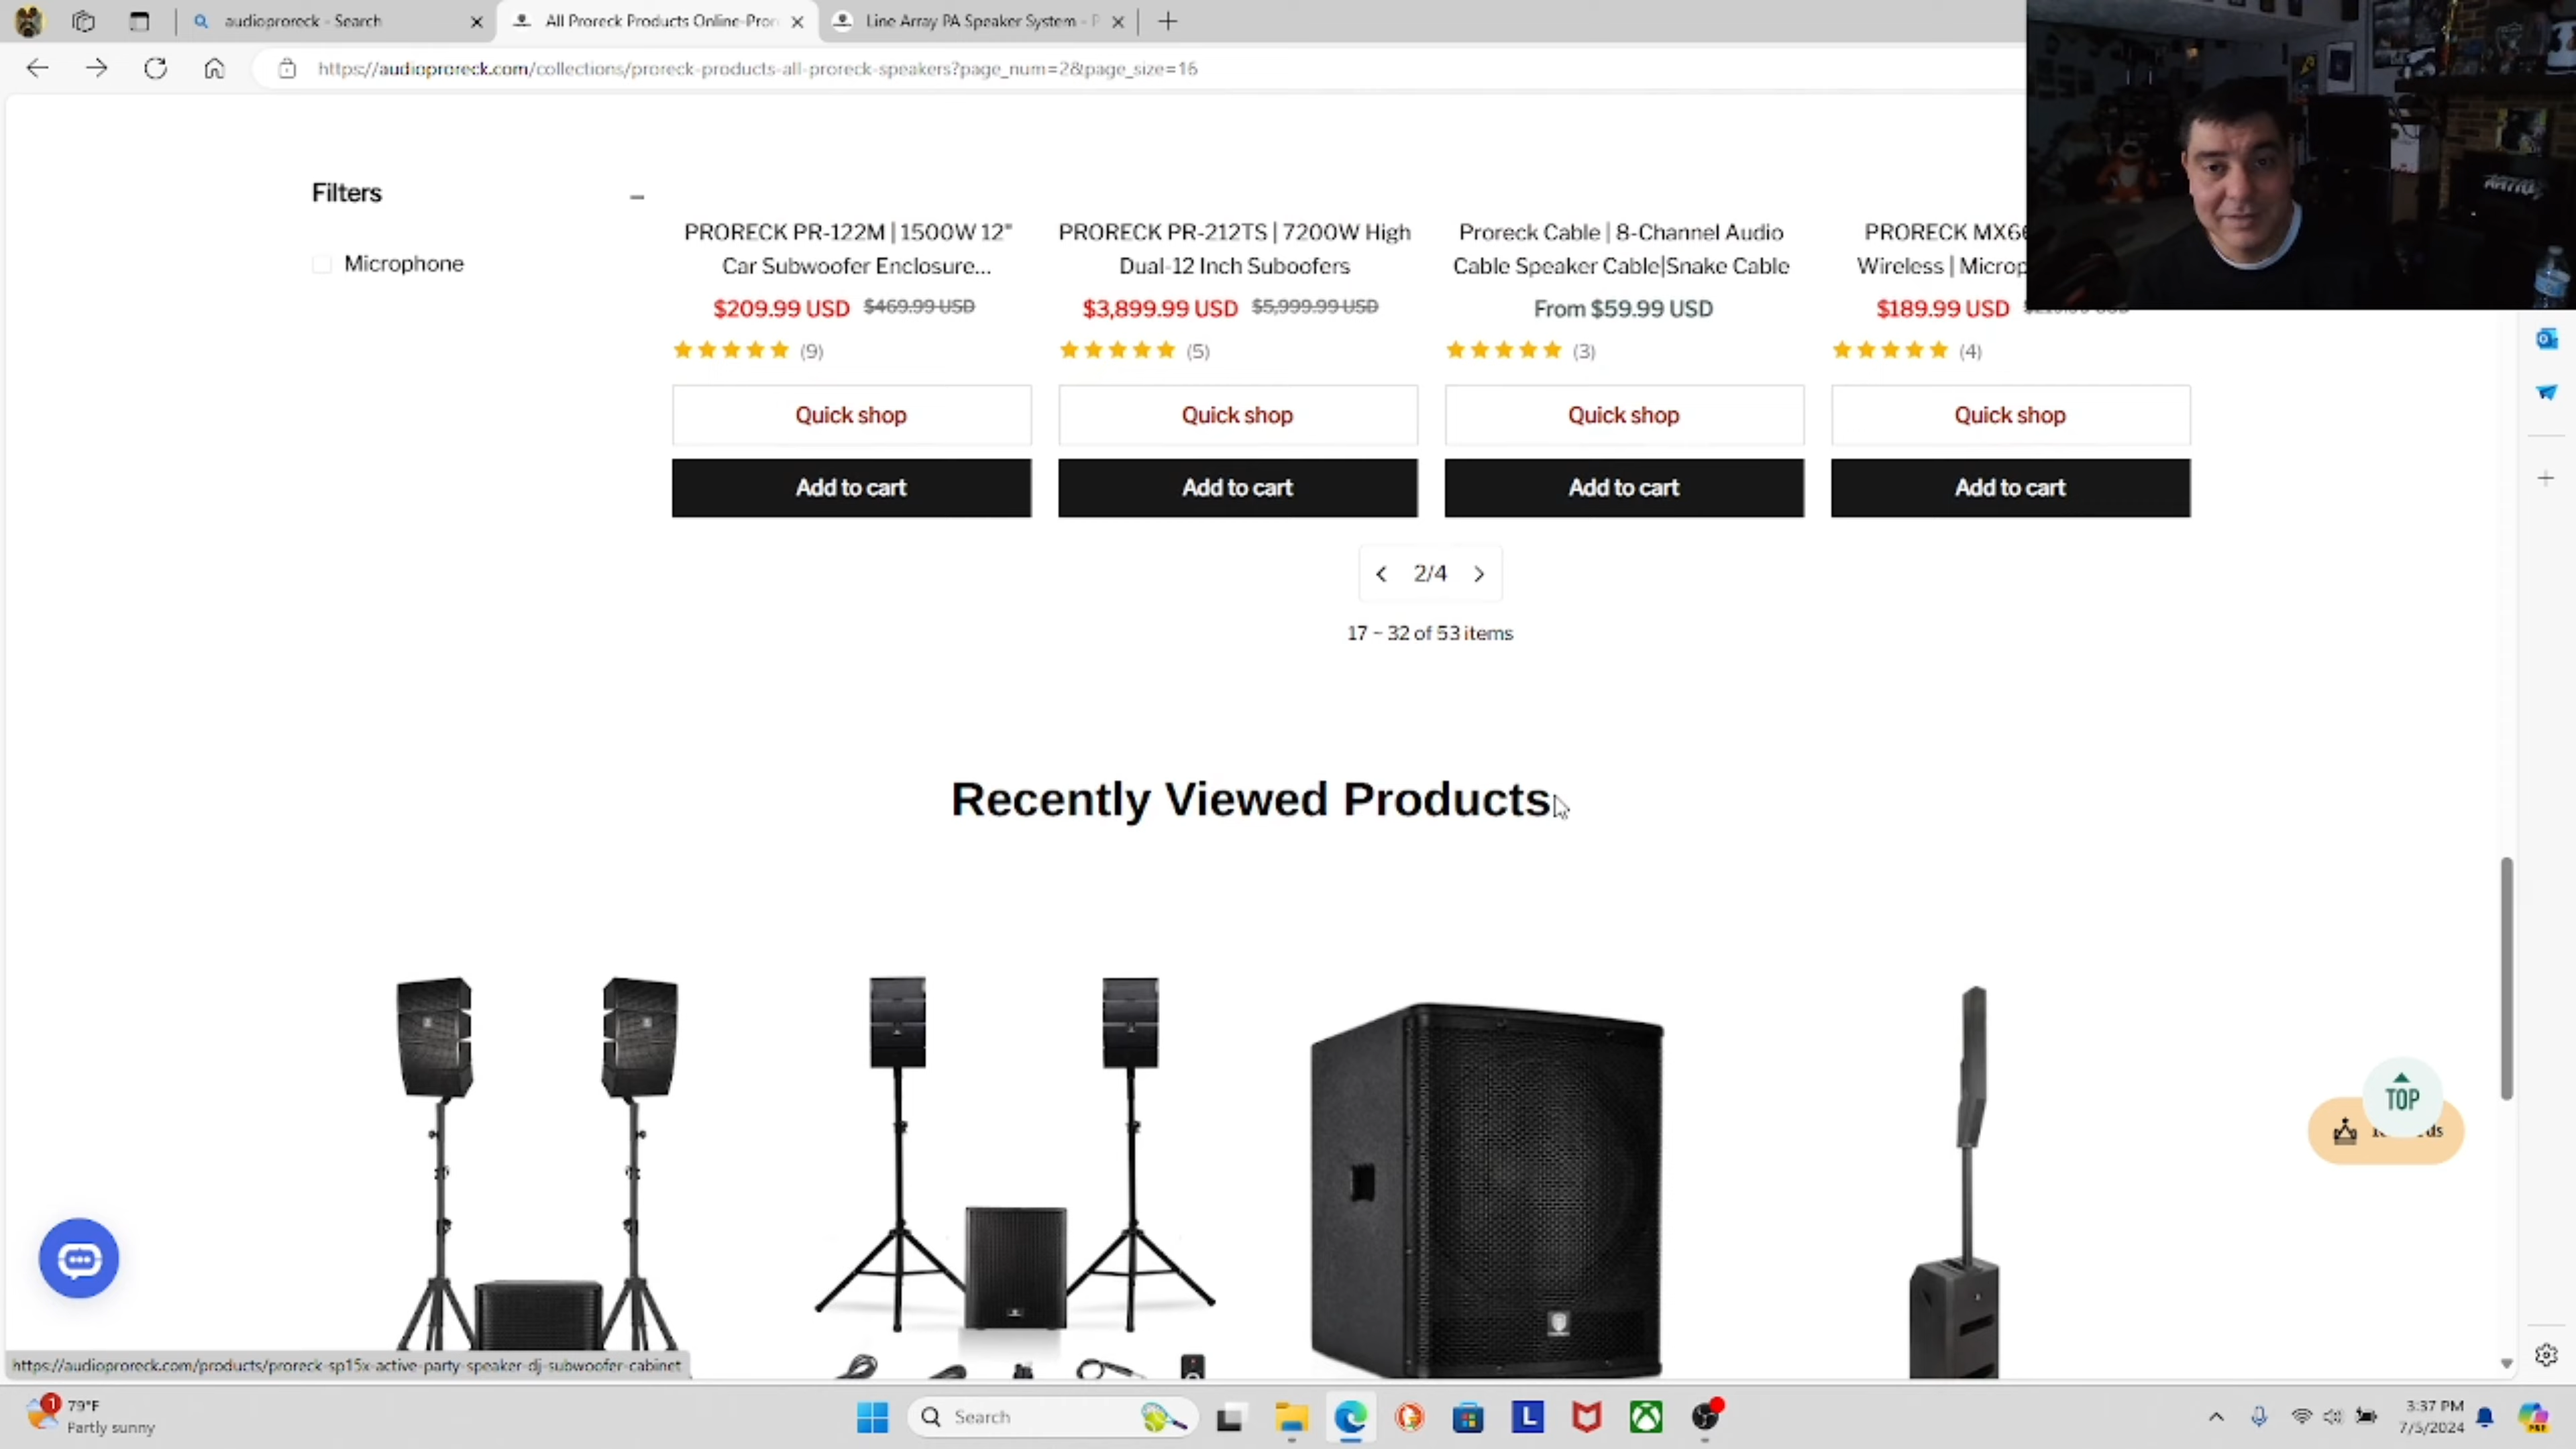 audioproreck - Search
All Proreck Products Online-Pror
Line Array PA Speaker System - P
https://audioproreck.com/collections/proreck-products-all-proreck-speakers?page_num=2&page_size=16
Filters
Microphone
PRORECK PR-122M | 1500W 12"
Car Subwoofer Enclosure...
$209.99 USD $469.99 USD
(9)
Quick shop
Add to cart
PRORECK PR-212TS | 7200W High
Dual-12 Inch Suboofers
$3,899.99 USD $5,999.99 USD
(5)
Quick shop
Add to cart
Proreck Cable | 8-Channel Audio
Cable Speaker Cable|Snake Cable
From $59.99 USD
(3)
Quick shop
Add to cart
PRORECK MX66
Wireless | Microp
$189.99 USD
(4)
Quick shop
Add to cart
2/4
17 - 32 of 53 items
Recently Viewed Products
TOP
https://audioproreck.com/products/proreck-sp15x-active-party-speaker-dj-subwoofer-cabinet
1
79°F
Partly sunny
Search
L
3:37 PM
7/5/2024